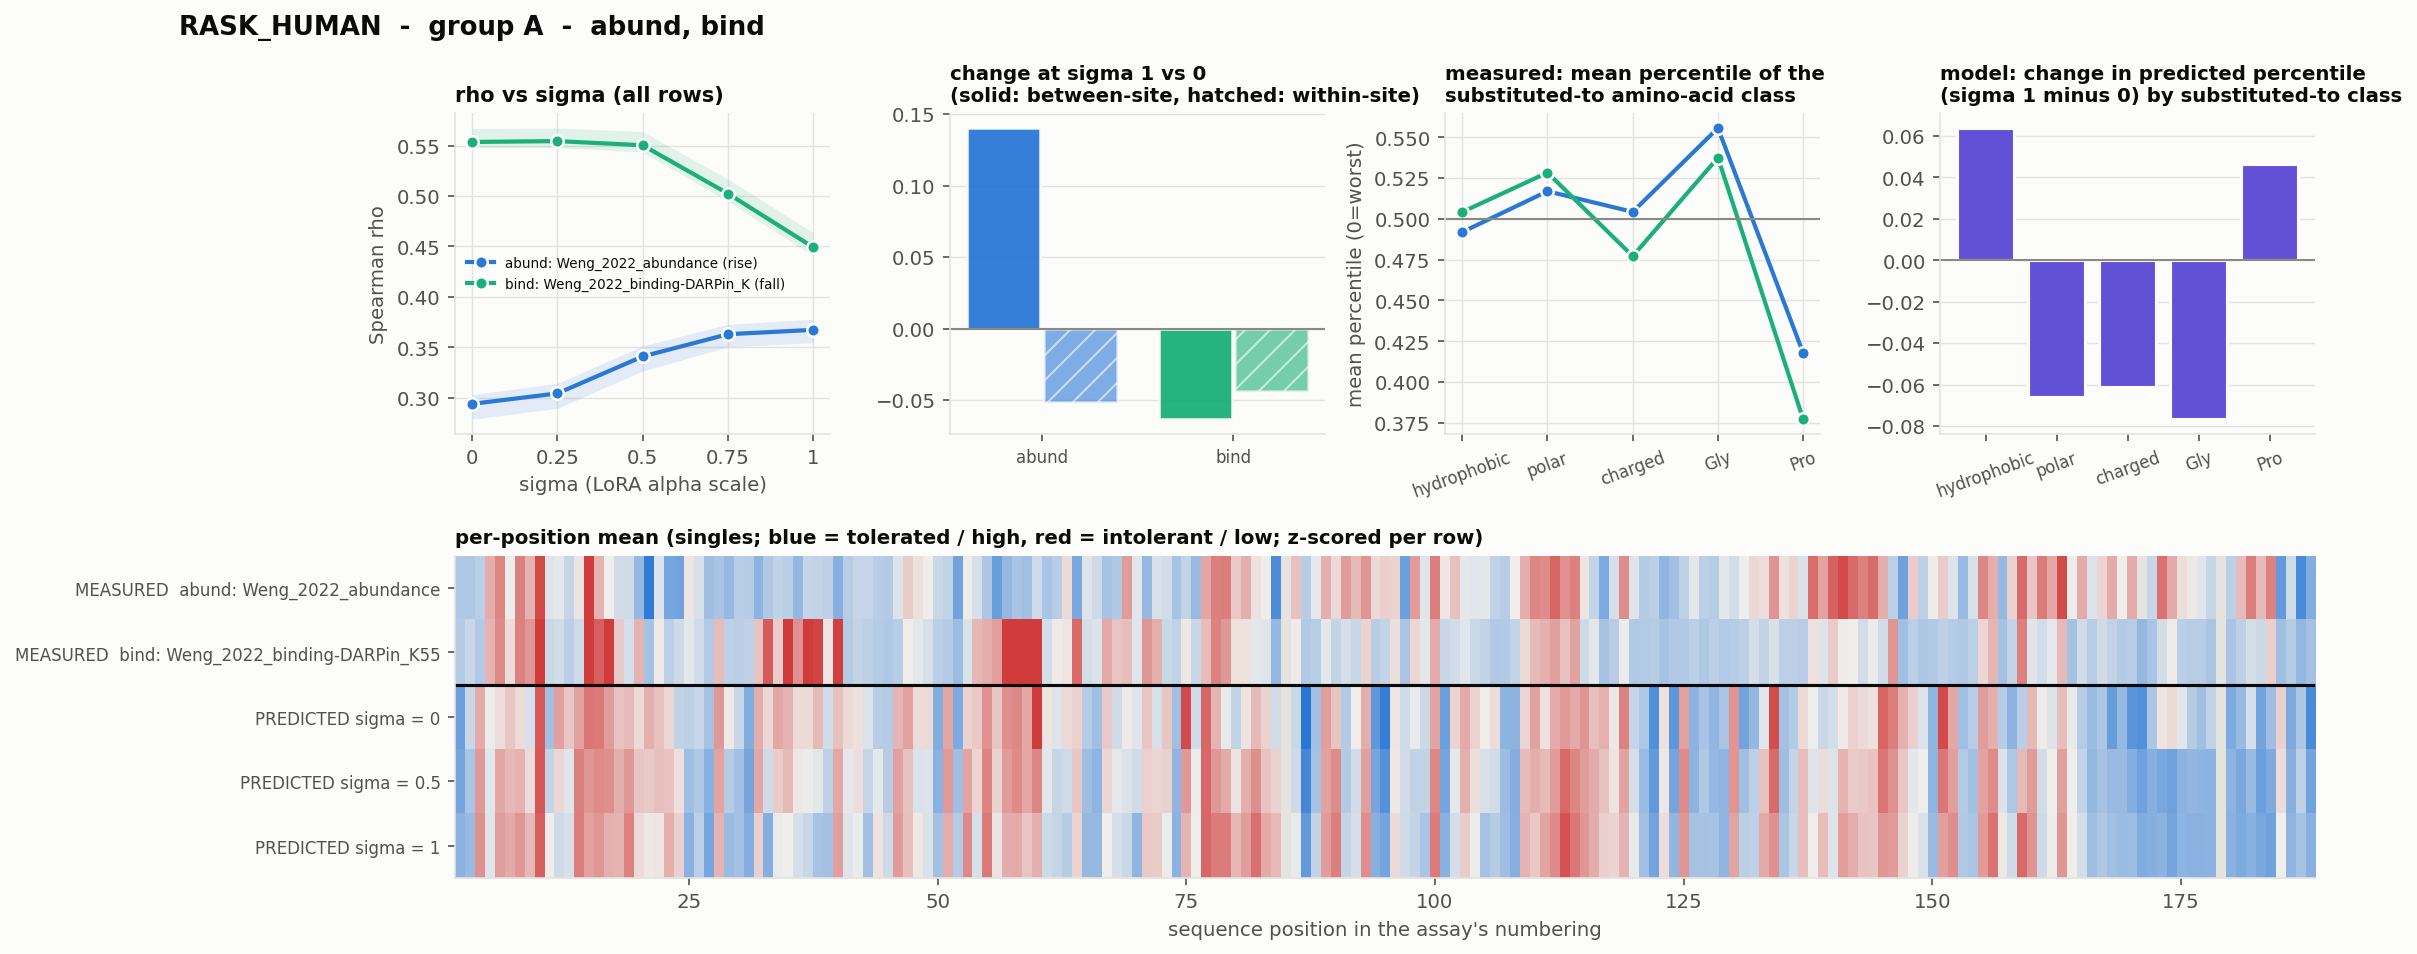 RASK_HUMAN - group A - abund, bind
rho vs sigma (all rows)
Spearman rho
0.55
0.50
0.45
0.40
0.35
0.30
abund: Weng_2022_abundance (rise)
bind: Weng_2022_binding-DARPin_K (fall)
0 0.25 0.5 0.75 1
sigma (LoRA alpha scale)
change at sigma 1 vs 0
(solid: between-site, hatched: within-site)
0.15
0.10
0.05
0.00
−0.05
abund bind
measured: mean percentile of the
substituted-to amino-acid class
mean percentile (0=worst)
0.550
0.525
0.500
0.475
0.450
0.425
0.400
0.375
hydrophobic polar charged Gly Pro
model: change in predicted percentile
(sigma 1 minus 0) by substituted-to class
0.06
0.04
0.02
0.00
−0.02
−0.04
−0.06
−0.08
hydrophobic polar charged Gly Pro
per-position mean (singles; blue = tolerated / high, red = intolerant / low; z-scored per row)
MEASURED abund: Weng_2022_abundance
MEASURED bind: Weng_2022_binding-DARPin_K55
PREDICTED sigma = 0
PREDICTED sigma = 0.5
PREDICTED sigma = 1
25 50 75 100 125 150 175
sequence position in the assay's numbering